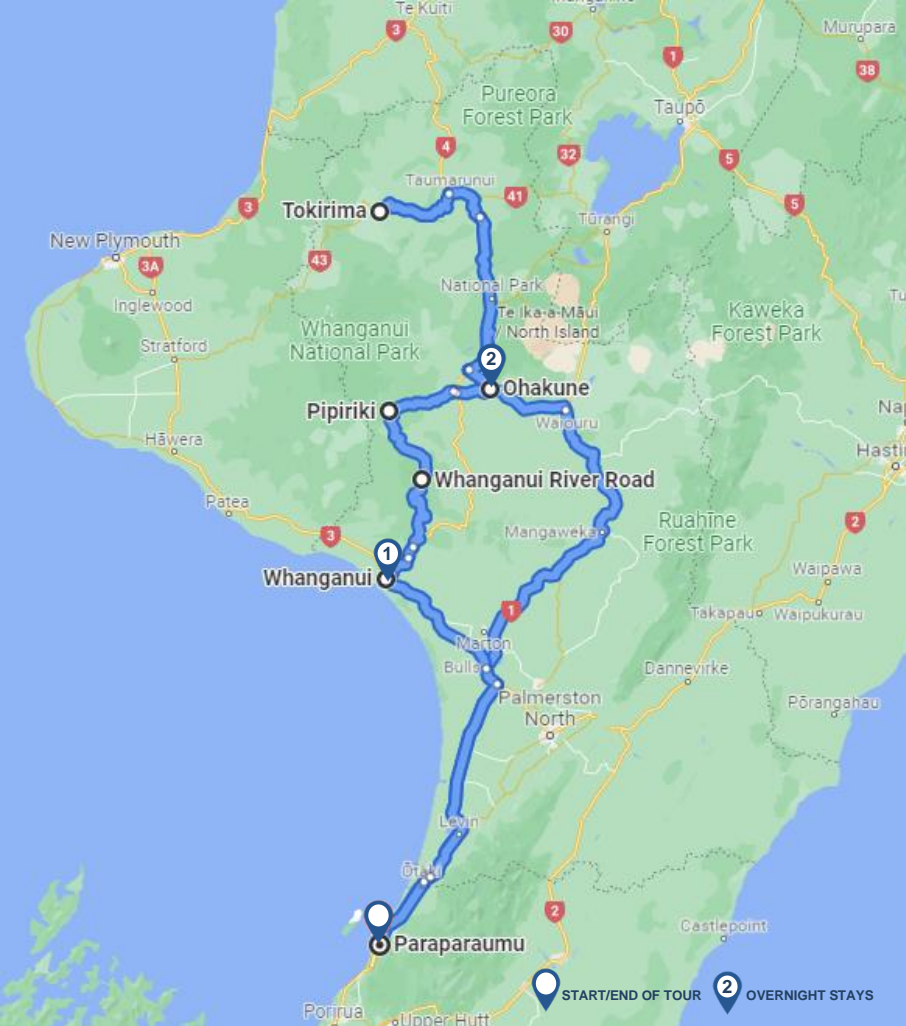 Te Kuiti
3
30
1
Murupara
38
Pureora
Forest Park
Taupō
4
32
5
Taumarunui
41
5
Tokirima
3
Tūrangi
New Plymouth
3A
43
Inglewood
National Park
Te Ika-a-Māui
/ North Island
Kaweka
Forest Park
Whanganui
National Park
Stratford
2
Ohakune
Pipiriki
Waiouru
Hāwera
Whanganui River Road
Patea
3
Mangaweka
Ruahīne
Forest Park
2
1
Whanganui
Waipawa
1
Takapau
Waipukurau
Marton
Bulls
Dannevirke
Palmerston
North
Pōrangahau
Levin
Ōtaki
2
Paraparaumu
Castlepoint
START/END OF TOUR
2
OVERNIGHT STAYS
Porirua
Upper Hutt